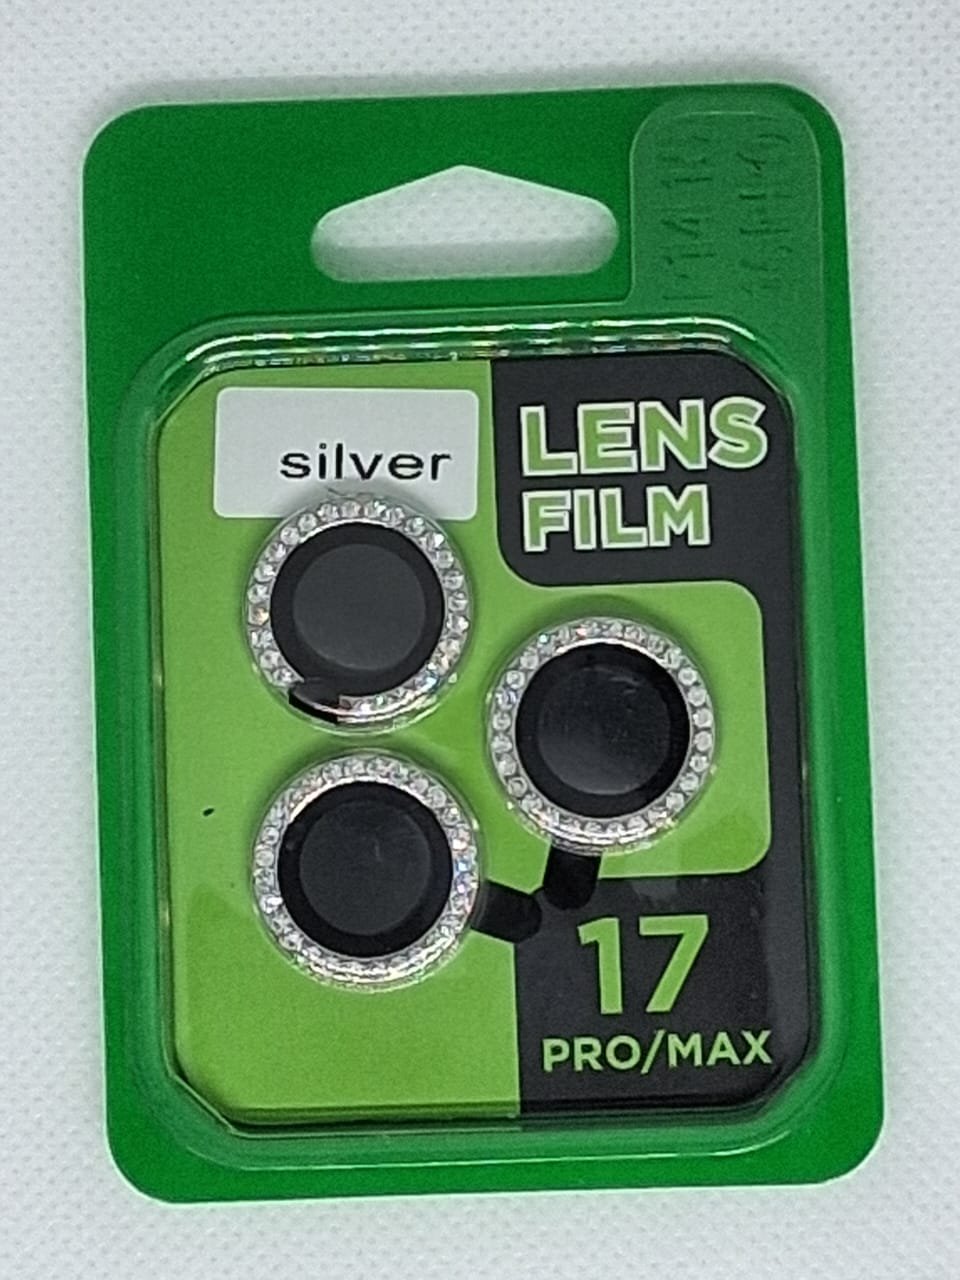 silver
LENS
FILM
17
PRO/MAX